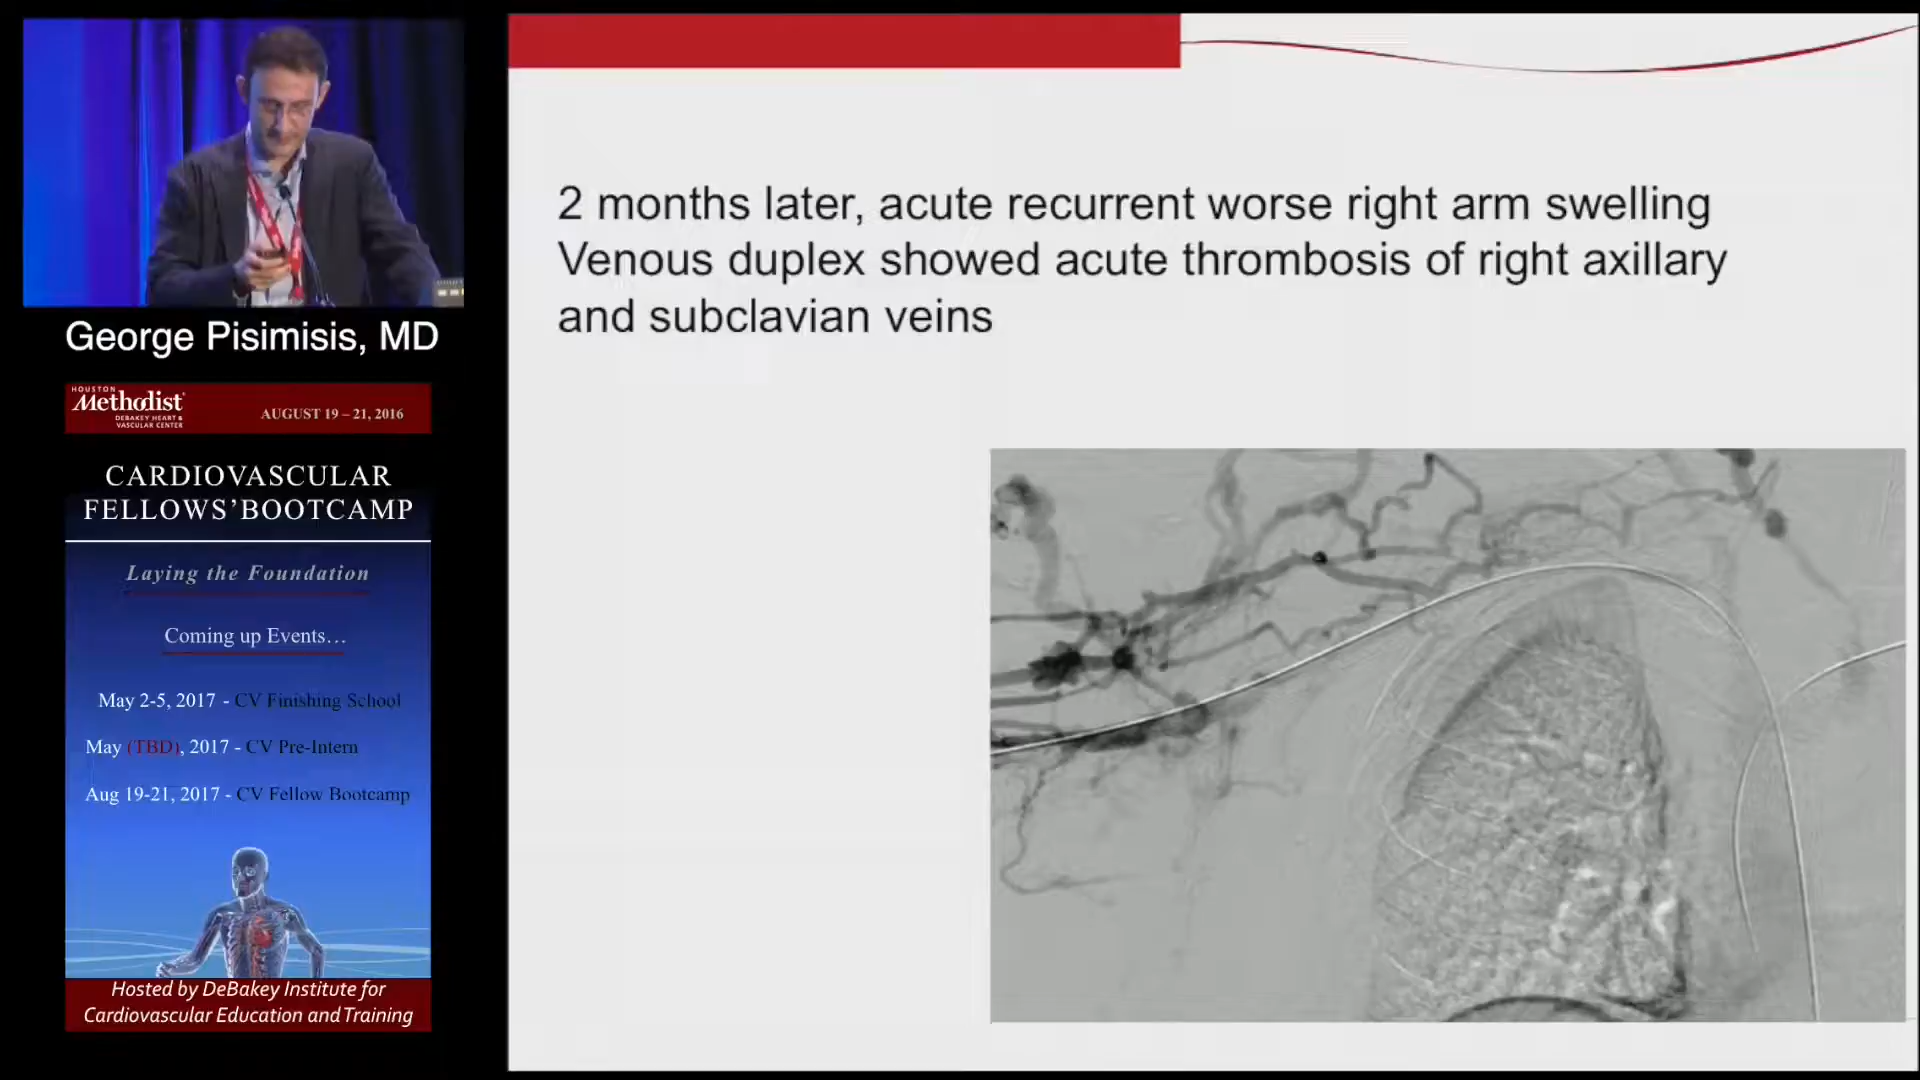 George Pisimisis, MD
HOUSTON
Methodist
DEBAKEY HEART &
VASCULAR CENTER
AUGUST 19 – 21, 2016
CARDIOVASCULAR
FELLOWS’BOOTCAMP
Laying the Foundation
Coming up Events…
May 2-5, 2017 - CV Finishing School
May (TBD), 2017 - CV Pre-Intern
Aug 19-21, 2017 - CV Fellow Bootcamp
Hosted by DeBakey Institute for
Cardiovascular Education and Training
2 months later, acute recurrent worse right arm swelling
Venous duplex showed acute thrombosis of right axillary
and subclavian veins